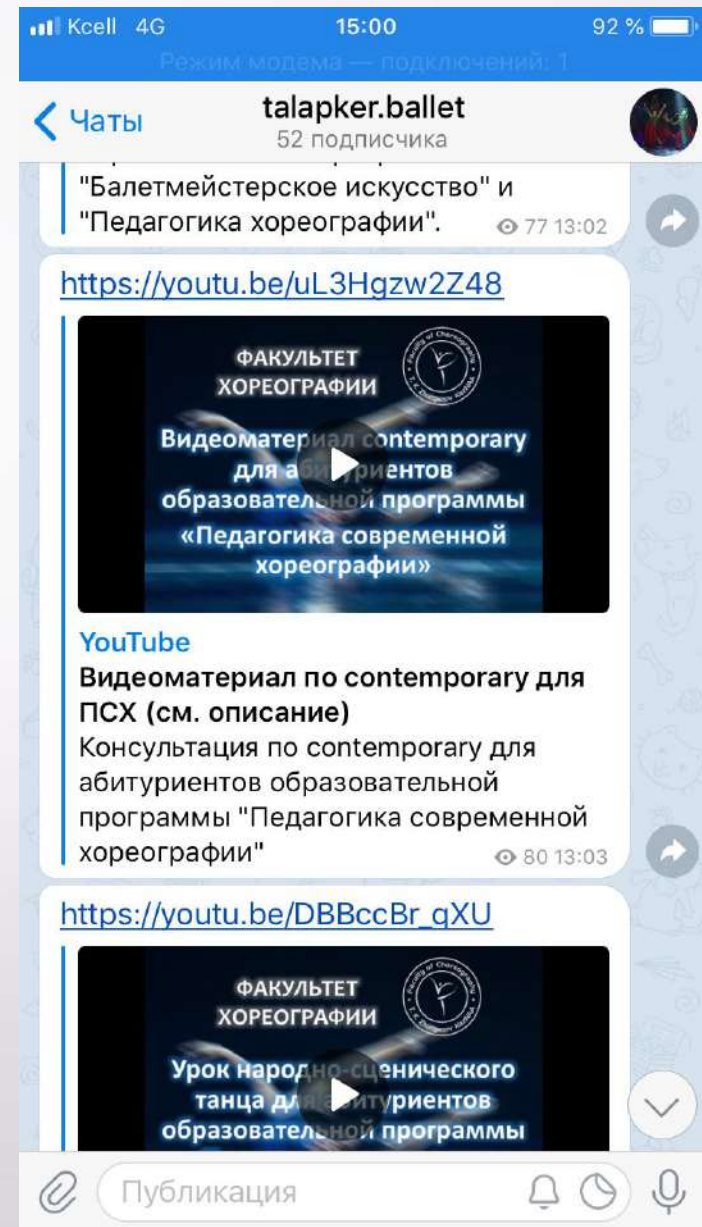 Kcell 4G 15:00 92 %
Режим модема — подключений: 1
Чаты talapker.ballet
52 подписчика
"Балетмейстерское искусство" и
"Педагогика хореографии". 77 13:02
https://youtu.be/uL3Hgzw2Z48
ФАКУЛЬТЕТ
ХОРЕОГРАФИИ
Видеоматериал contemporary
для абитуриентов
образовательной программы
«Педагогика современной
хореографии»
YouTube
Видеоматериал по contemporary для
ПСХ (см. описание)
Консультация по contemporary для
абитуриентов образовательной
программы "Педагогика современной
хореографии" 80 13:03
https://youtu.be/DBBccBr_qXU
ФАКУЛЬТЕТ
ХОРЕОГРАФИИ
Урок народно-сценического
танца для абитуриентов
образовательной программы
Публикация